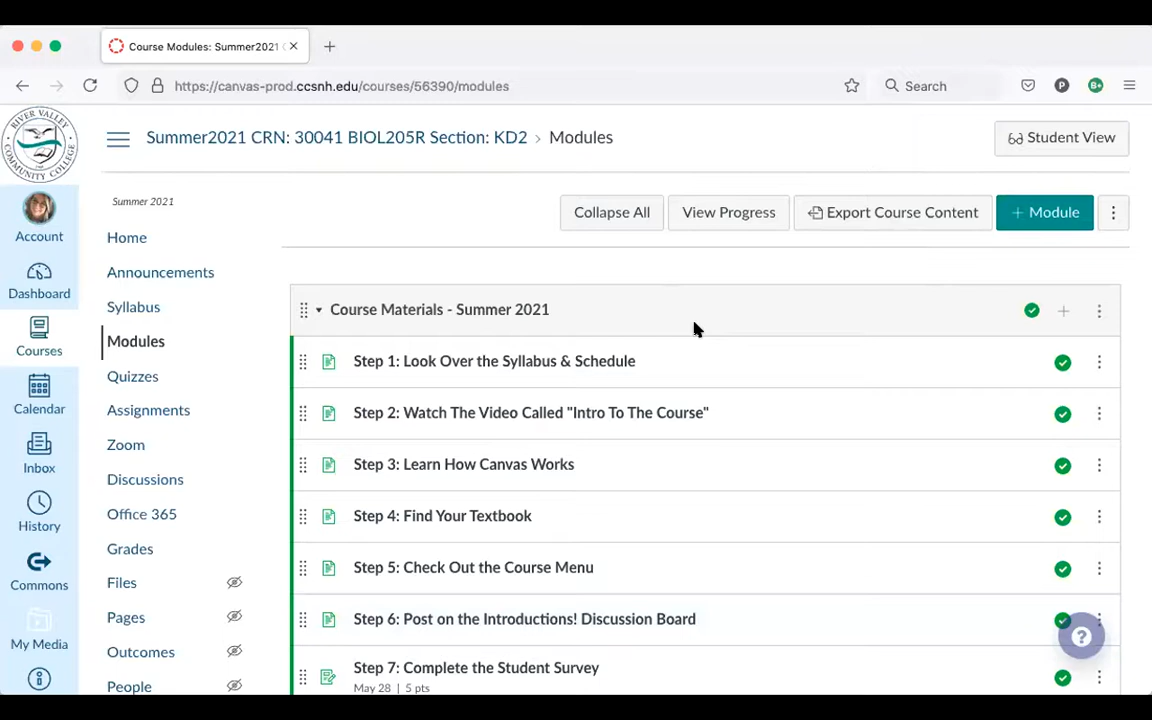 Course Modules: Summer2021
https://canvas-prod.ccsnh.edu/courses/56390/modules
Search
P
B+
RIVER VALLEY
COMMUNITY COLLEGE
Summer2021 CRN: 30041 BIOL205R Section: KD2 › Modules
Student View
Account
Dashboard
Courses
Calendar
Inbox
History
Commons
My Media
Summer 2021
Home
Announcements
Syllabus
Modules
Quizzes
Assignments
Zoom
Discussions
Office 365
Grades
Files
Pages
Outcomes
People
Collapse All
View Progress
Export Course Content
+ Module
Course Materials - Summer 2021
Step 1: Look Over the Syllabus & Schedule
Step 2: Watch The Video Called "Intro To The Course"
Step 3: Learn How Canvas Works
Step 4: Find Your Textbook
Step 5: Check Out the Course Menu
Step 6: Post on the Introductions! Discussion Board
Step 7: Complete the Student Survey
May 28 | 5 pts
?